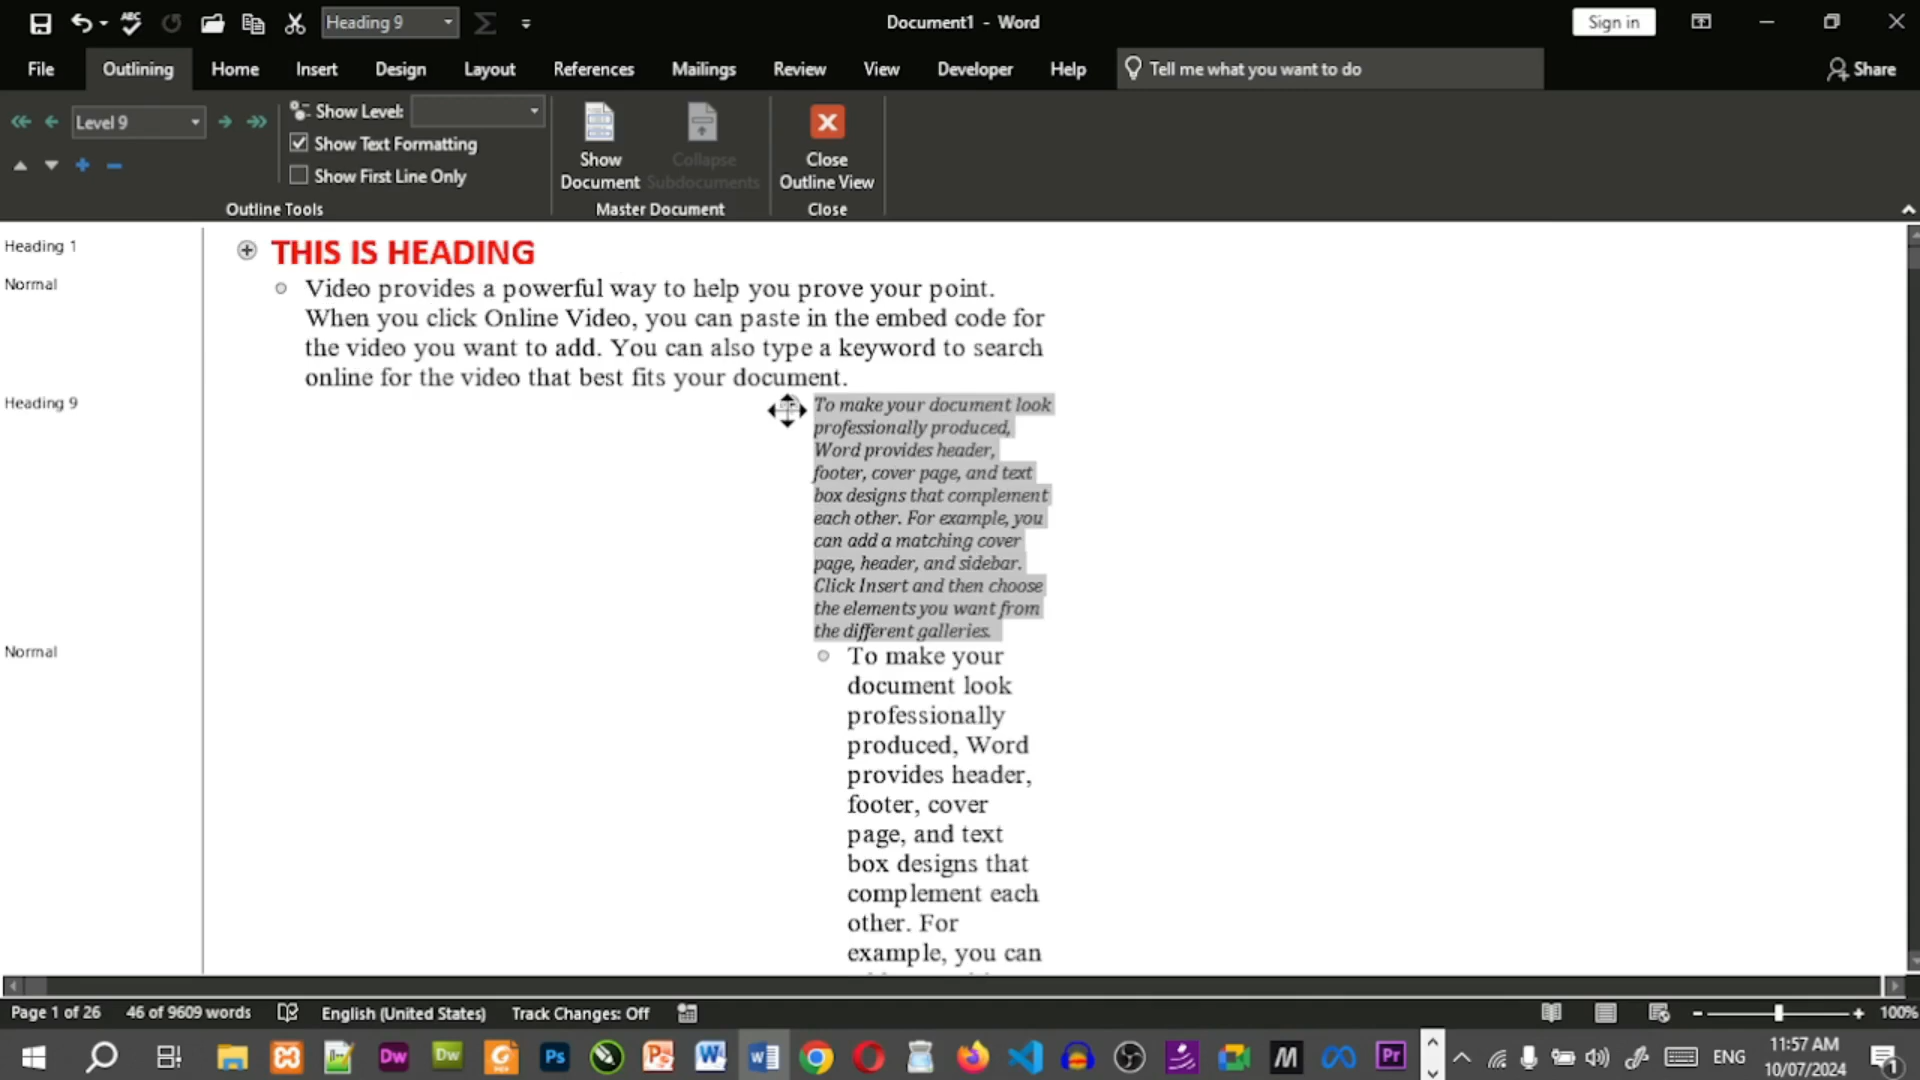 Heading 9
Document1 - Word
Sign in
File
Outlining
Home
Insert
Design
Layout
References
Mailings
Review
View
Developer
Help
Tell me what you want to do
Share
Level 9
Show Level:
Show Text Formatting
Show First Line Only
Outline Tools
Show
Document
Collapse
Subdocuments
Master Document
Close
Outline View
Close
Heading 1
THIS IS HEADING
Normal
Video provides a powerful way to help you prove your point.
When you click Online Video, you can paste in the embed code for
the video you want to add. You can also type a keyword to search
online for the video that best fits your document.
Heading 9
To make your document look
professionally produced,
Word provides header,
footer, cover page, and text
box designs that complement
each other. For example, you
can add a matching cover
page, header, and sidebar.
Click Insert and then choose
the elements you want from
the different galleries.
Normal
To make your
document look
professionally
produced, Word
provides header,
footer, cover
page, and text
box designs that
complement each
other. For
example, you can
Page 1 of 26
46 of 9609 words
English (United States)
Track Changes: Off
100%
ENG
11:57 AM
10/07/2024